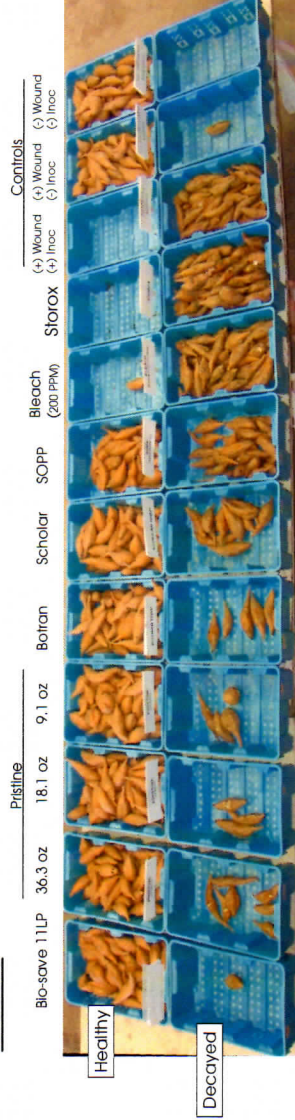 Pristine
Controls
Bio-save 11LP
36.3 oz
18.1 oz
9.1 oz
Botran
Scholar
SOPP
Bleach
(200 PPM)
Storox
(+) Wound
(+) Inoc
(+) Wound
(-) Inoc
(-) Wound
(-) Inoc
Healthy
Decayed